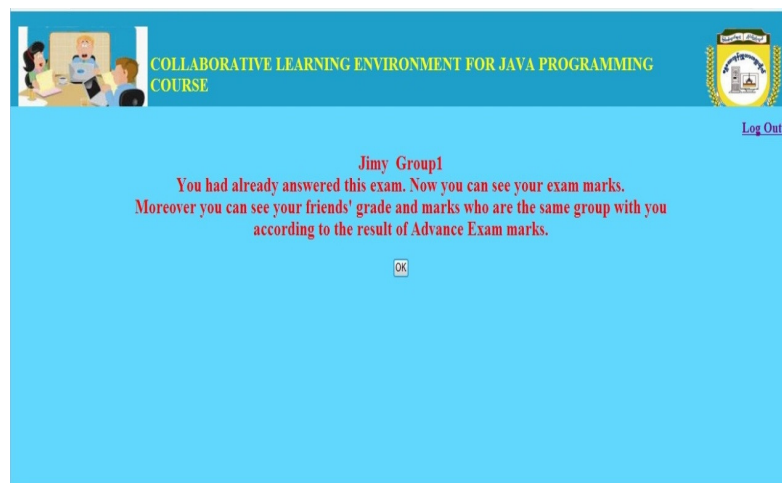 COLLABORATIVE LEARNING ENVIRONMENT FOR JAVA PROGRAMMING
COURSE
Log Out
Jimy Group1
You had already answered this exam. Now you can see your exam marks.
Moreover you can see your friends' grade and marks who are the same group with you
according to the result of Advance Exam marks.
OK